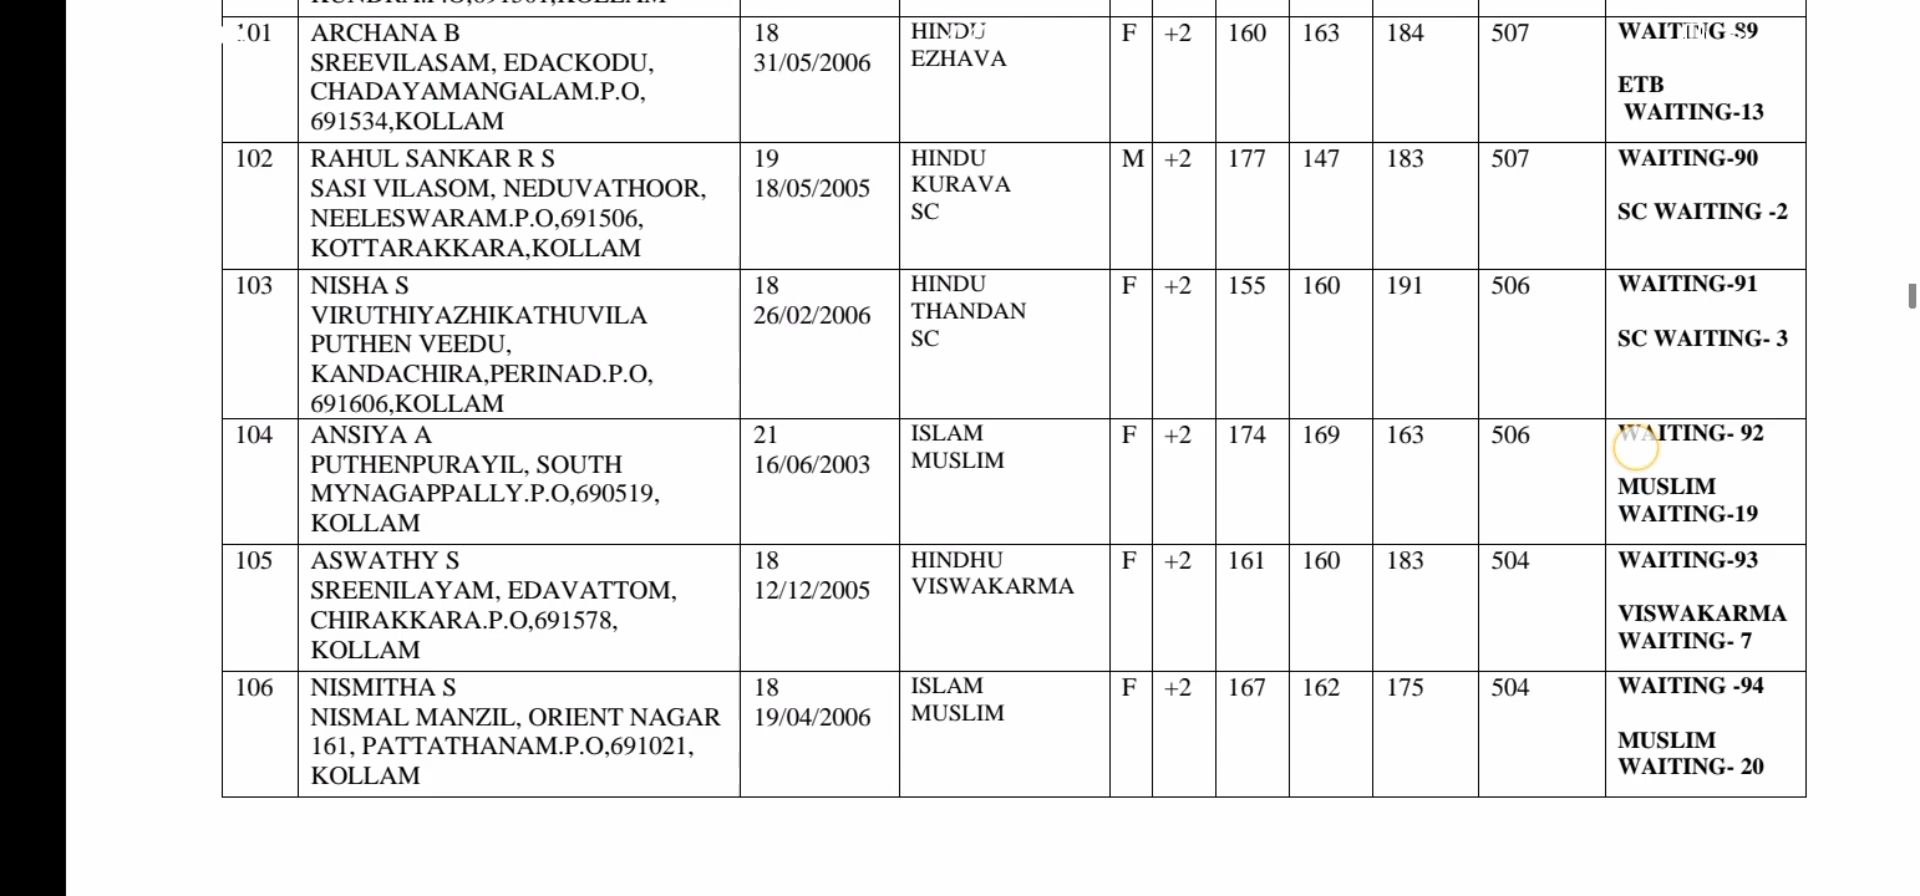 KUNDRA.P.O,691501,KOLLAM
101 ARCHANA B 18 HINDU F +2 160 163 184 507 WAITING-89
SREEVILASAM, EDACKODU, 31/05/2006 EZHAVA
CHADAYAMANGALAM.P.O, ETB
691534,KOLLAM WAITING-13
102 RAHUL SANKAR R S 19 HINDU M +2 177 147 183 507 WAITING-90
SASI VILASOM, NEDUVATHOOR, 18/05/2005 KURAVA
NEELESWARAM.P.O,691506, SC SC WAITING -2
KOTTARAKKARA,KOLLAM
103 NISHA S 18 HINDU F +2 155 160 191 506 WAITING-91
VIRUTHIYAZHIKATHUVILA 26/02/2006 THANDAN
PUTHEN VEEDU, SC SC WAITING- 3
KANDACHIRA,PERINAD.P.O,
691606,KOLLAM
104 ANSIYA A 21 ISLAM F +2 174 169 163 506 WAITING- 92
PUTHENPURAYIL, SOUTH 16/06/2003 MUSLIM
MYNAGAPPALLY.P.O,690519, MUSLIM
KOLLAM WAITING-19
105 ASWATHY S 18 HINDHU F +2 161 160 183 504 WAITING-93
SREENILAYAM, EDAVATTOM, 12/12/2005 VISWAKARMA
CHIRAKKARA.P.O,691578, VISWAKARMA
KOLLAM WAITING- 7
106 NISMITHA S 18 ISLAM F +2 167 162 175 504 WAITING -94
NISMAL MANZIL, ORIENT NAGAR 19/04/2006 MUSLIM
161, PATTATHANAM.P.O,691021, MUSLIM
KOLLAM WAITING- 20